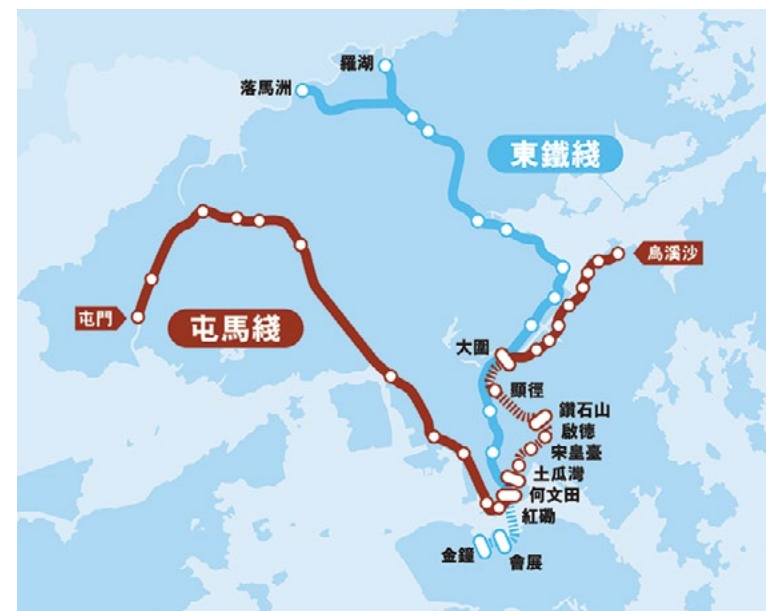 羅湖
落馬洲
東鐵綫
烏溪沙
屯門
屯馬綫
大圍
顯徑
鑽石山
啟德
宋皇臺
土瓜灣
何文田
紅磡
金鐘
會展